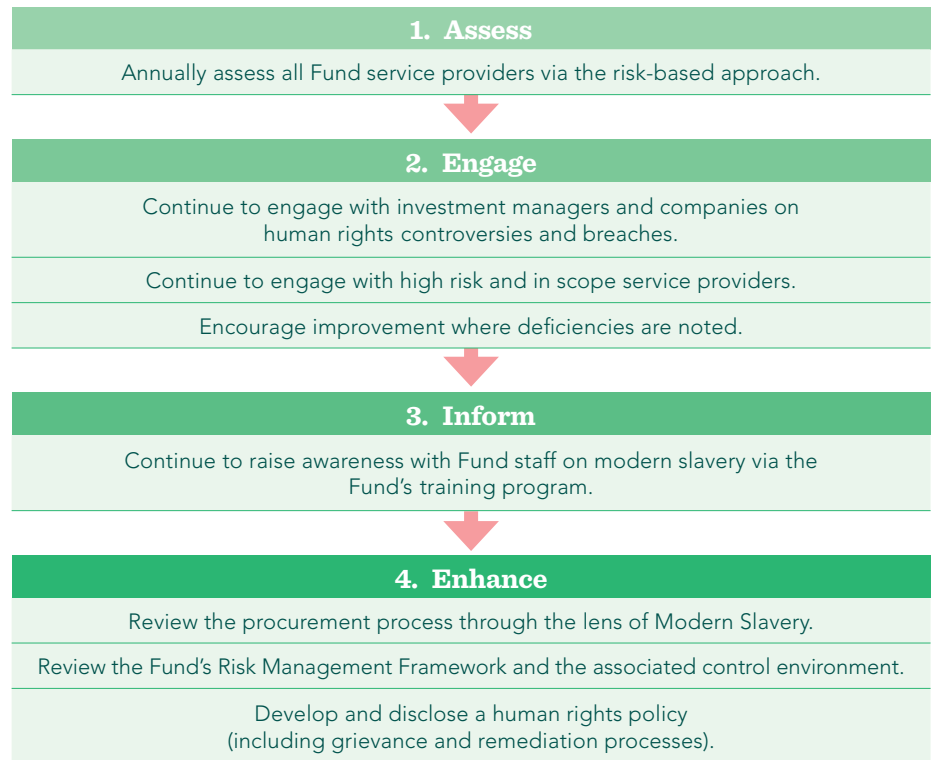 1. Assess
Annually assess all Fund service providers via the risk-based approach.
2. Engage
Continue to engage with investment managers and companies on
human rights controversies and breaches.
Continue to engage with high risk and in scope service providers.
Encourage improvement where deficiencies are noted.
3. Inform
Continue to raise awareness with Fund staff on modern slavery via the
Fund's training program.
4. Enhance
Review the procurement process through the lens of Modern Slavery.
Review the Fund's Risk Management Framework and the associated control environment.
Develop and disclose a human rights policy
(including grievance and remediation processes).